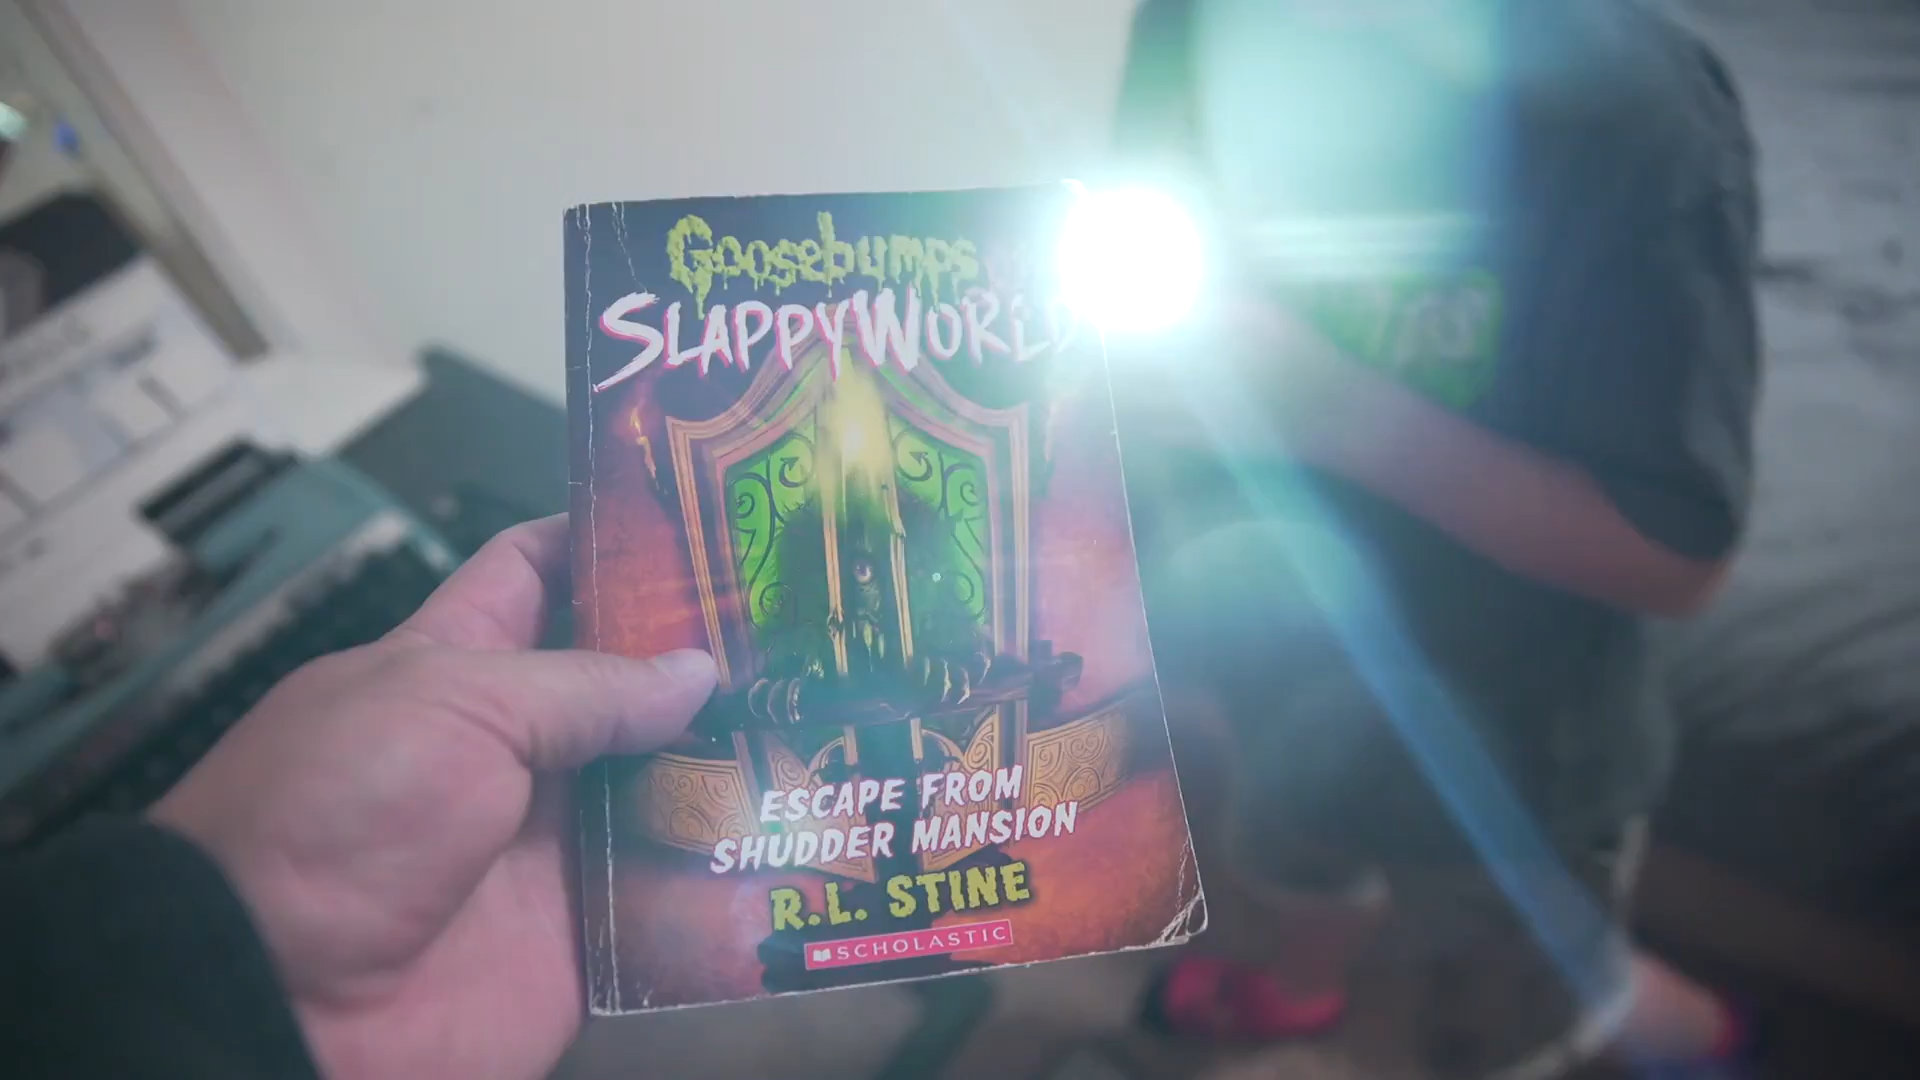 Goosebumps
SLAPPYWORLD
ESCAPE FROM
SHUDDER MANSION
R.L. STINE
SCHOLASTIC